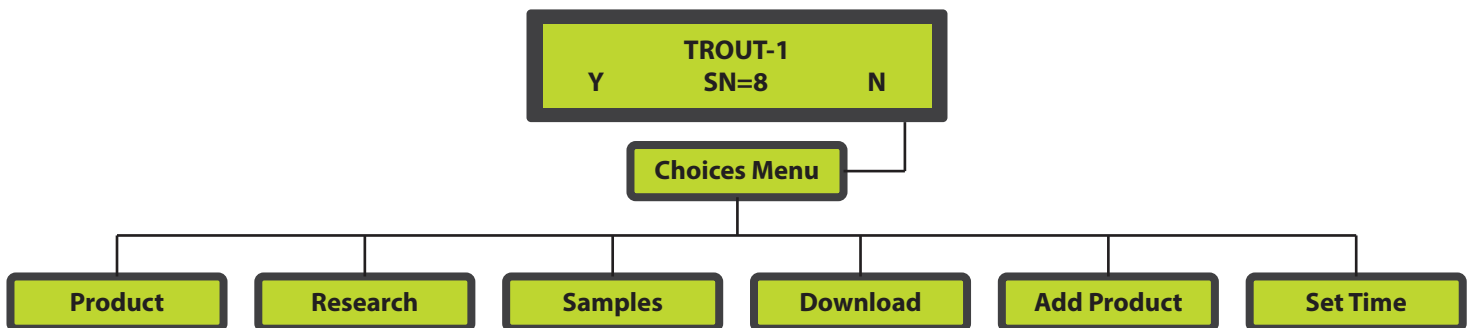 TROUT-1
Y SN=8 N
Choices Menu
Product Research Samples Download Add Product Set Time